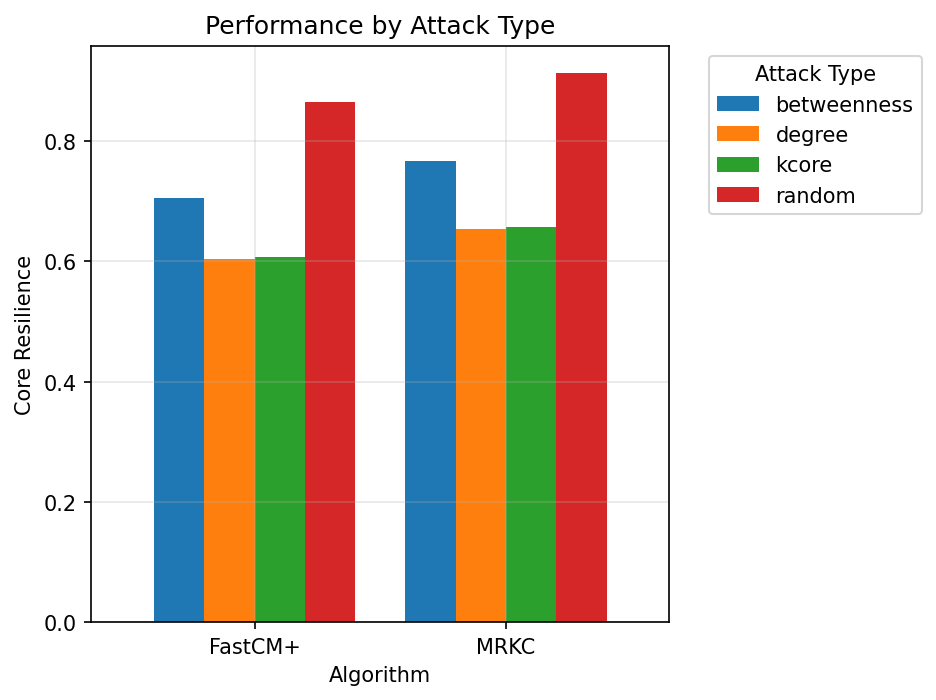 Performance by Attack Type
Core Resilience
0.8
0.6
0.4
0.2
0.0
FastCM+
MRKC
Algorithm
Attack Type
betweenness
degree
kcore
random